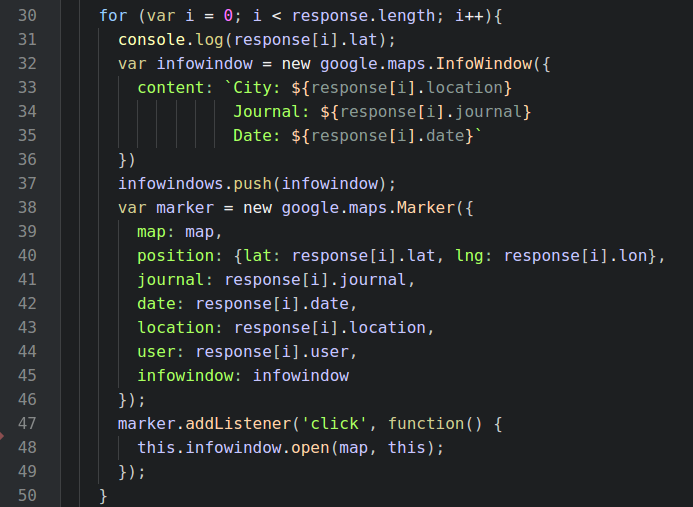 30 for (var i = 0; i < response.length; i++){
31 console.log(response[i].lat);
32 var infowindow = new google.maps.InfoWindow({
33 content: `City: ${response[i].location}
34 Journal: ${response[i].journal}
35 Date: ${response[i].date}`
36 })
37 infowindows.push(infowindow);
38 var marker = new google.maps.Marker({
39 map: map,
40 position: {lat: response[i].lat, lng: response[i].lon},
41 journal: response[i].journal,
42 date: response[i].date,
43 location: response[i].location,
44 user: response[i].user,
45 infowindow: infowindow
46 });
47 marker.addListener('click', function() {
48 this.infowindow.open(map, this);
49 });
50 }